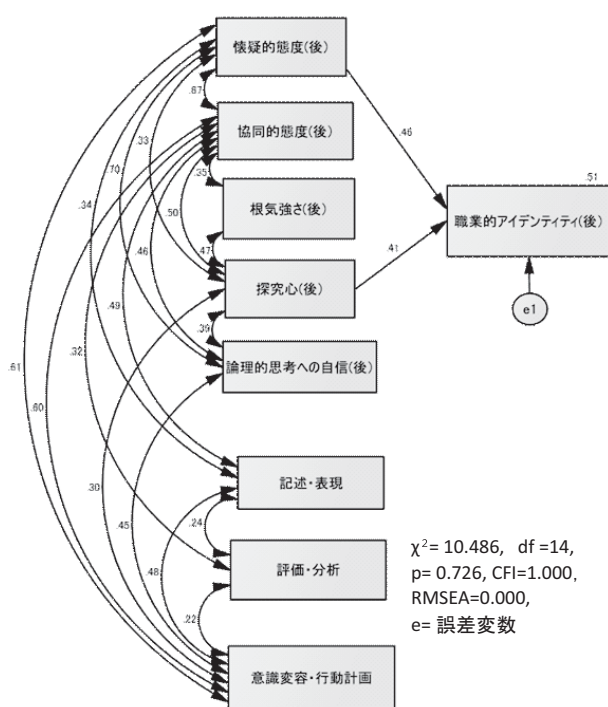 懐疑的態度(後)
.67
協同的態度(後)
.46
.33
.35
.51
.70
根気強さ(後)
職業的アイデンティティ(後)
.34
.50
.46
.47
.41
探究心(後)
e1
.49
.39
.32
論理的思考への自信(後)
.61
.60
記述・表現
.30
.45
.24
.48
評価・分析
χ²= 10.486, df =14,
p= 0.726, CFI=1.000,
RMSEA=0.000,
e= 誤差変数
.22
意識変容・行動計画